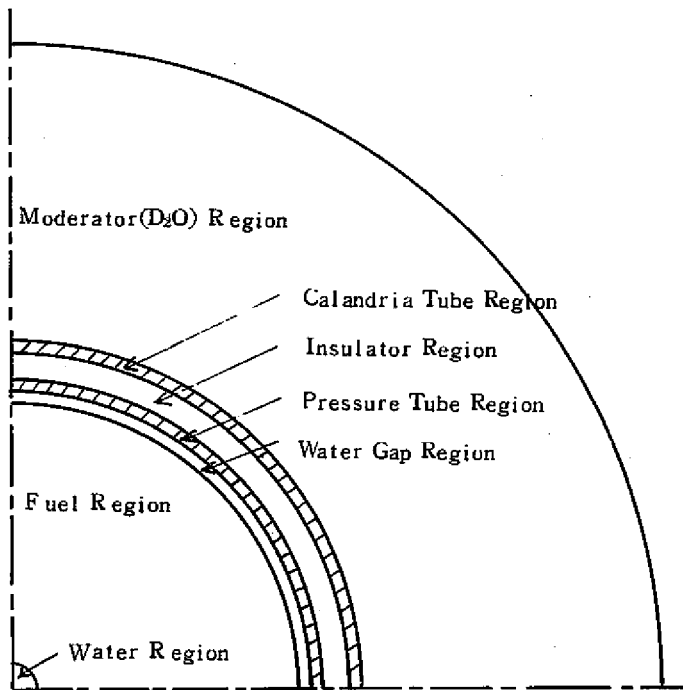 Moderator(D₂O) Region
Calandria Tube Region
Insulator Region
Pressure Tube Region
Water Gap Region
Fuel Region
Water Region